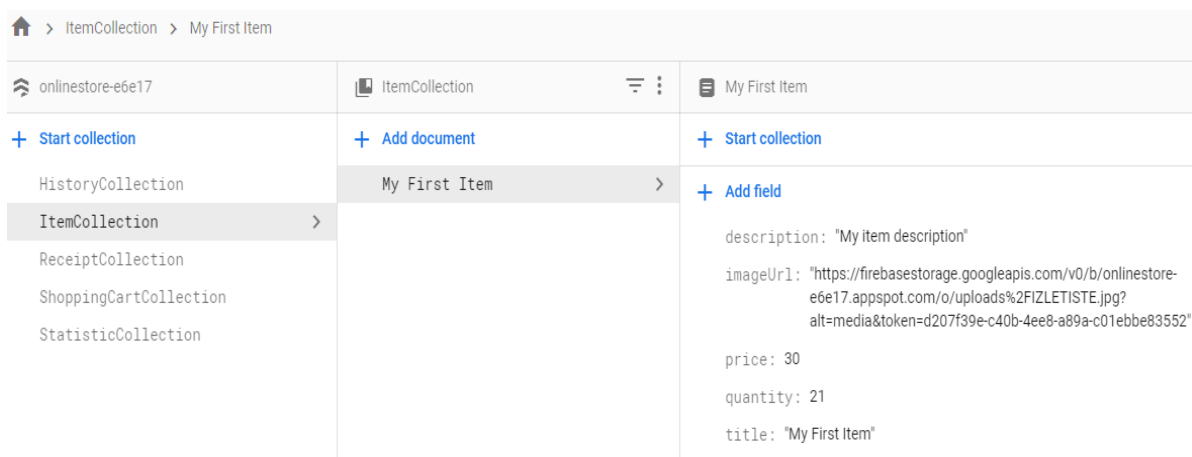 ItemCollection > My First Item
onlinestore-e6e17
Start collection
HistoryCollection
ItemCollection
ReceiptCollection
ShoppingCartCollection
StatisticCollection
ItemCollection
Add document
My First Item
My First Item
Start collection
Add field
description: "My item description"
imageUrl: "https://firebasestorage.googleapis.com/v0/b/onlinestore-
e6e17.appspot.com/o/uploads%2FIZLETISTE.jpg?
alt=media&token=d207f39e-c40b-4ee8-a89a-c01ebbe83552"
price: 30
quantity: 21
title: "My First Item"